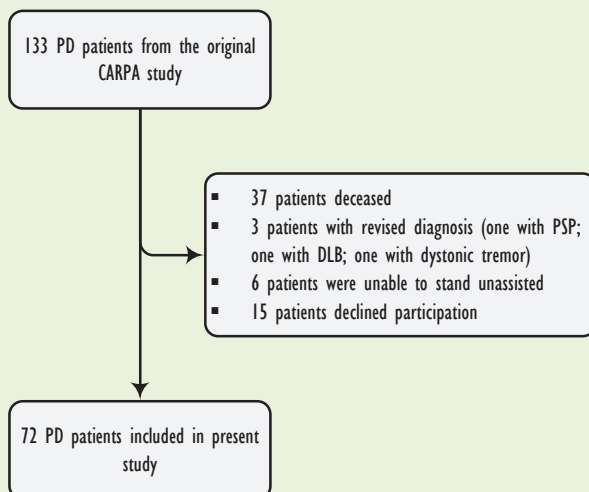 133 PD patients from the original
CARPA study
▪ 37 patients deceased
▪ 3 patients with revised diagnosis (one with PSP;
one with DLB; one with dystonic tremor)
▪ 6 patients were unable to stand unassisted
▪ 15 patients declined participation
72 PD patients included in present
study